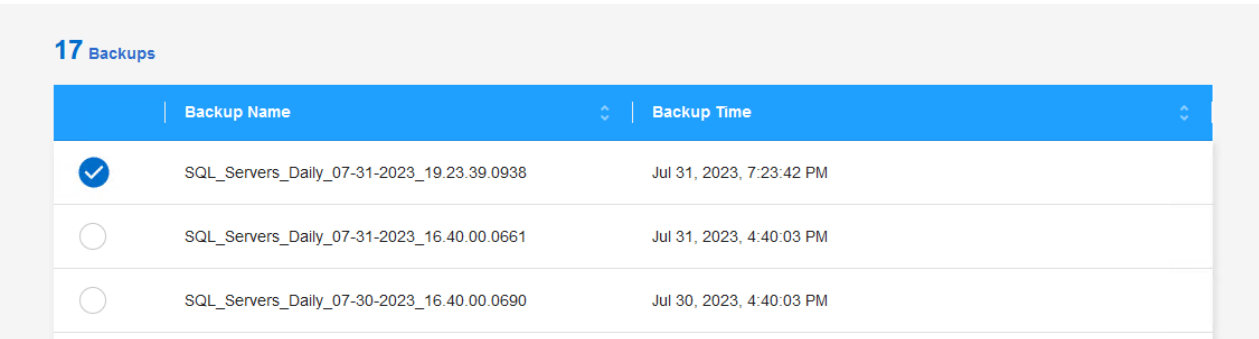 17 Backups
Backup Name Backup Time
SQL_Servers_Daily_07-31-2023_19.23.39.0938 Jul 31, 2023, 7:23:42 PM
SQL_Servers_Daily_07-31-2023_16.40.00.0661 Jul 31, 2023, 4:40:03 PM
SQL_Servers_Daily_07-30-2023_16.40.00.0690 Jul 30, 2023, 4:40:03 PM